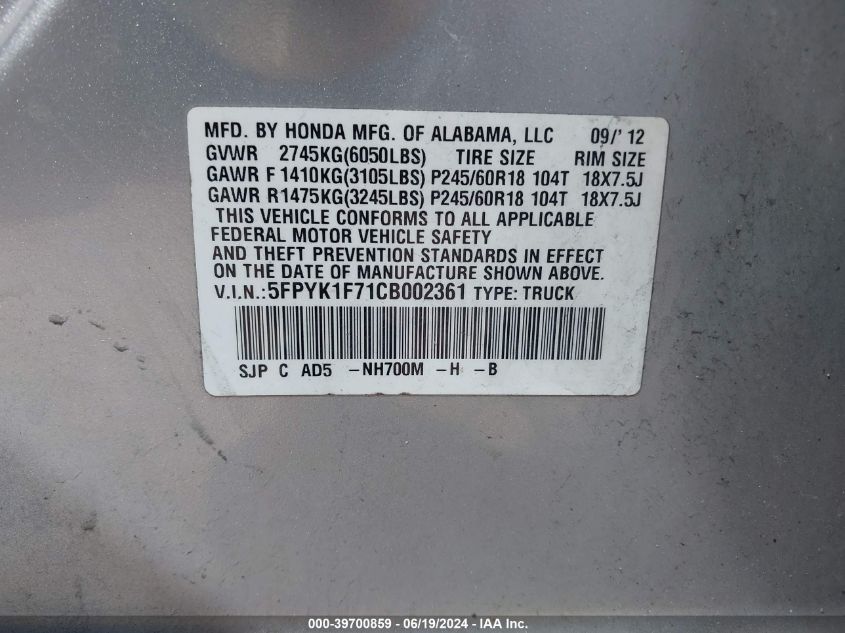 MFD. BY HONDA MFG. OF ALABAMA, LLC 09/' 12
GVWR 2745KG(6050LBS) TIRE SIZE RIM SIZE
GAWR F 1410KG(3105LBS) P245/60R18 104T 18X7.5J
GAWR R1475KG(3245LBS) P245/60R18 104T 18X7.5J
THIS VEHICLE CONFORMS TO ALL APPLICABLE
FEDERAL MOTOR VEHICLE SAFETY
AND THEFT PREVENTION STANDARDS IN EFFECT
ON THE DATE OF MANUFACTURE SHOWN ABOVE.
V.I.N.:5FPYK1F71CB002361 TYPE: TRUCK
SJP C AD5 -NH700M -H -B
000-39700859 - 06/19/2024 - IAA Inc.